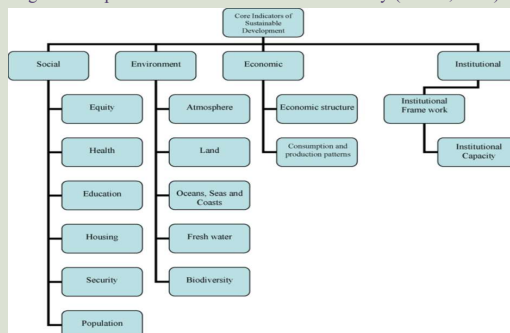 Core Indicators of
Sustainable
Development
Social
Environment
Economic
Institutional
Equity
Atmosphere
Economic structure
Institutional
Frame work
Health
Land
Consumption and
production patterns
Institutional
Capacity
Education
Oceans, Seas and
Coasts
Housing
Fresh water
Security
Biodiversity
Population